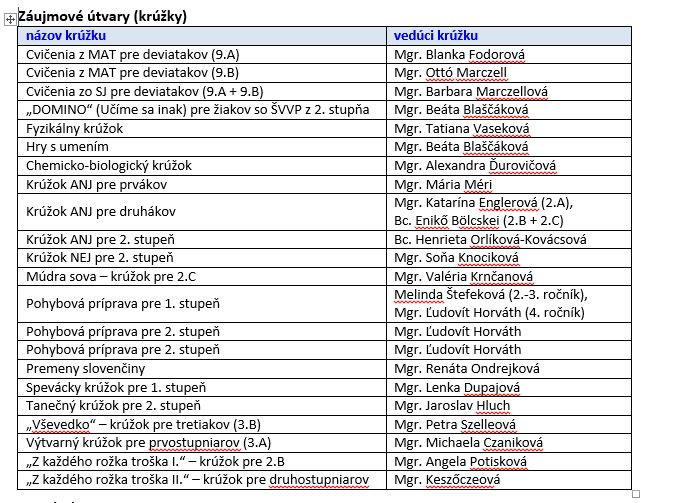 Záujmové útvary (krúžky)
názov krúžku vedúci krúžku
Cvičenia z MAT pre deviatakov (9.A) Mgr. Blanka Fodorová
Cvičenia z MAT pre deviatakov (9.B) Mgr. Ottó Marczell
Cvičenia zo SJ pre deviatakov (9.A + 9.B) Mgr. Barbara Marczellová
„DOMINO“ (Učíme sa inak) pre žiakov so ŠVVP z 2. stupňa Mgr. Beáta Blaščáková
Fyzikálny krúžok Mgr. Tatiana Vaseková
Hry s umením Mgr. Beáta Blaščáková
Chemicko-biologický krúžok Mgr. Alexandra Ďurovičová
Krúžok ANJ pre prvákov Mgr. Mária Méri
Krúžok ANJ pre druhákov Mgr. Katarína Englerová (2.A),
Bc. Enikő Bölcskei (2.B + 2.C)
Krúžok ANJ pre 2. stupeň Bc. Henrieta Orlíková-Kovácsová
Krúžok NEJ pre 2. stupeň Mgr. Soňa Knociková
Múdra sova – krúžok pre 2.C Mgr. Valéria Krnčanová
Pohybová príprava pre 1. stupeň Melinda Štefeková (2.-3. ročník),
Mgr. Ľudovít Horváth (4. ročník)
Pohybová príprava pre 2. stupeň Mgr. Ľudovít Horváth
Pohybová príprava pre 2. stupeň Mgr. Ľudovít Horváth
Premeny slovenčiny Mgr. Renáta Ondrejková
Spevácky krúžok pre 1. stupeň Mgr. Lenka Dupajová
Tanečný krúžok pre 2. stupeň Mgr. Jaroslav Hluch
„Vševedko“ – krúžok pre tretiakov (3.B) Mgr. Petra Szelleová
Výtvarný krúžok pre prvostupniarov (3.A) Mgr. Michaela Czaniková
„Z každého rožka troška I.“ – krúžok pre 2.B Mgr. Angela Potisková
„Z každého rožka troška II.“ – krúžok pre druhostupniarov Mgr. Keszőczeová